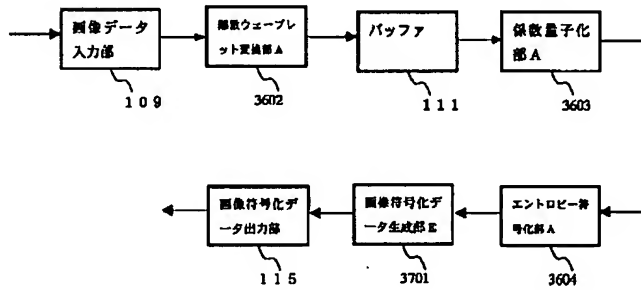 画像データ
入力部
離散ウェーブレ
ット変換部A
バッファ
係数量子化
部A
109
3602
111
3603
画像符号化デ
ータ出力部
画像符号化デ
ータ生成部E
エントロピー符
号化部A
115
3701
3604